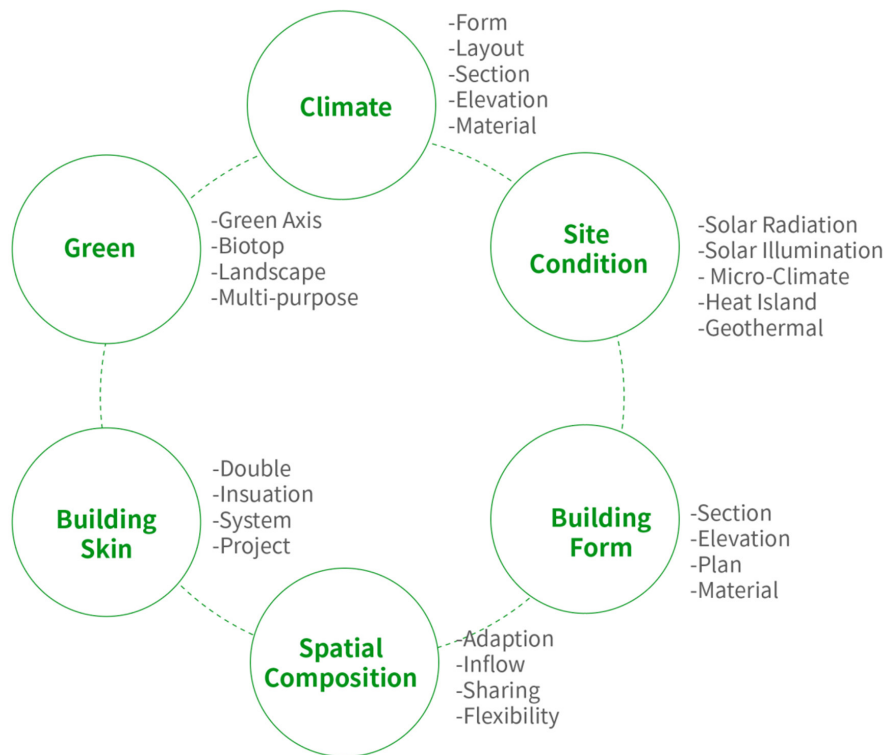 Climate
-Form
-Layout
-Section
-Elevation
-Material
Site
Condition
-Solar Radiation
-Solar Illumination
- Micro-Climate
-Heat Island
-Geothermal
Building
Form
-Section
-Elevation
-Plan
-Material
Spatial
Composition
-Adaption
-Inflow
-Sharing
-Flexibility
Building
Skin
-Double
-Insuation
-System
-Project
Green
-Green Axis
-Biotop
-Landscape
-Multi-purpose